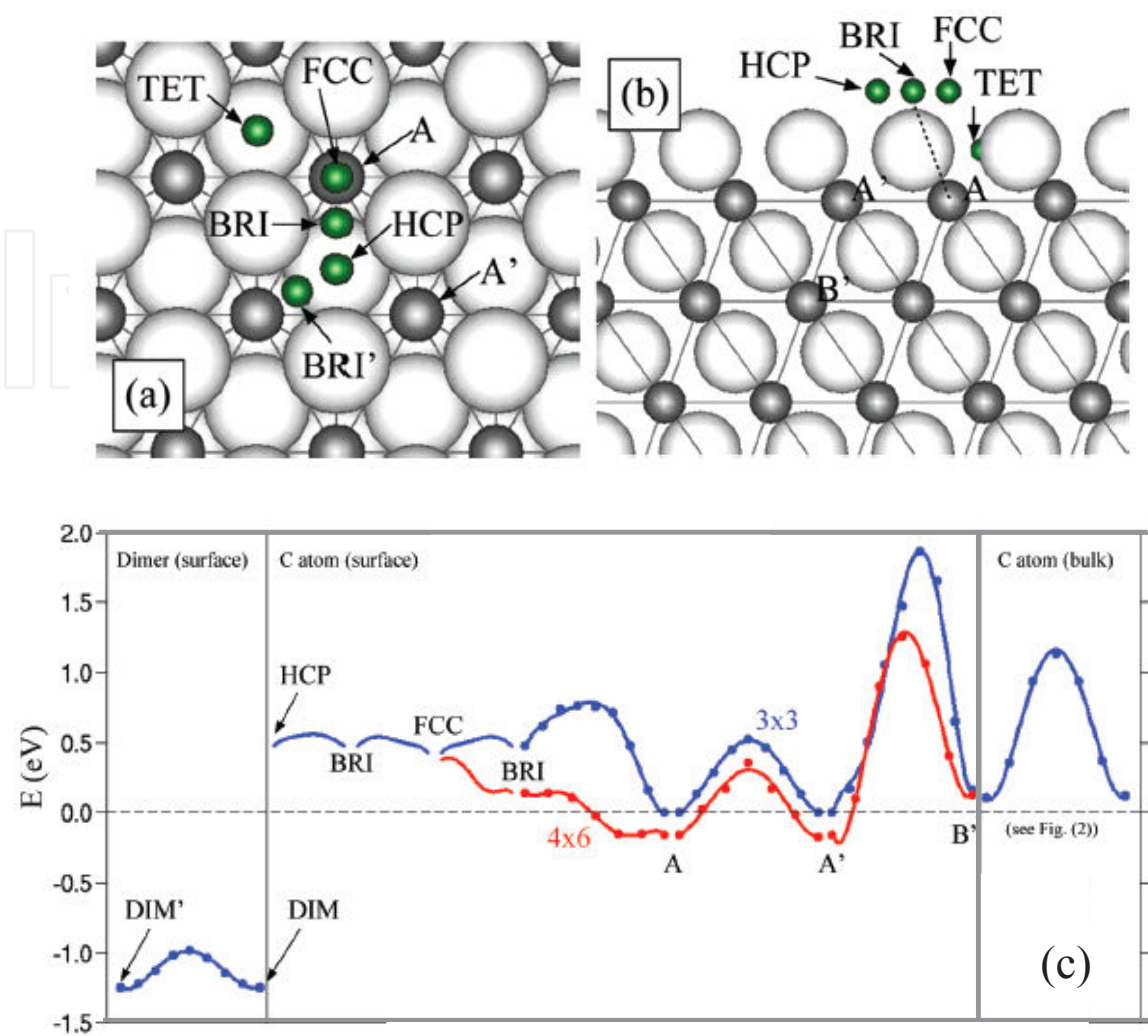 TET
FCC
A
BRI
HCP
A'
BRI'
(a)
(b)
HCP
BRI
FCC
TET
A'
A
B'
E (eV)
2.0
1.5
1.0
0.5
0.0
-0.5
-1.0
-1.5
Dimer (surface)
C atom (surface)
C atom (bulk)
HCP
BRI
FCC
BRI
3x3
4x6
A
A'
B'
(see Fig. (2))
DIM'
DIM
(c)